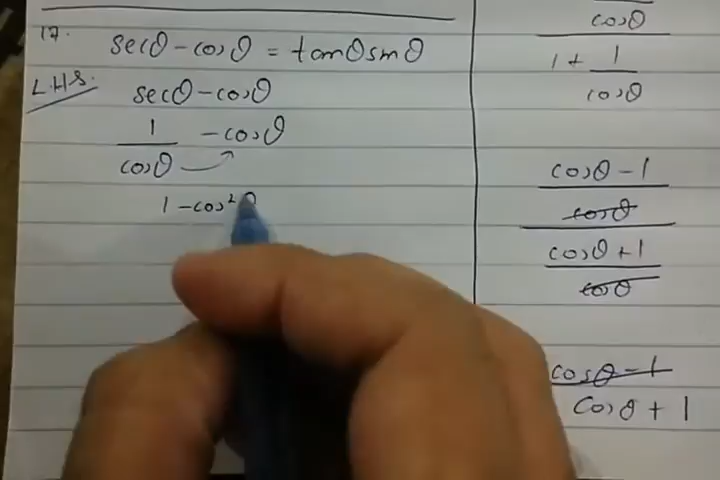 17. secθ - cosθ = tanθ sinθ
L.H.S. secθ - cosθ
1
- cosθ
cosθ
1 - cos²θ
cosθ
1 + 1
cosθ
cosθ - 1
cosθ
cosθ + 1
cosθ
cosθ - 1
cosθ + 1